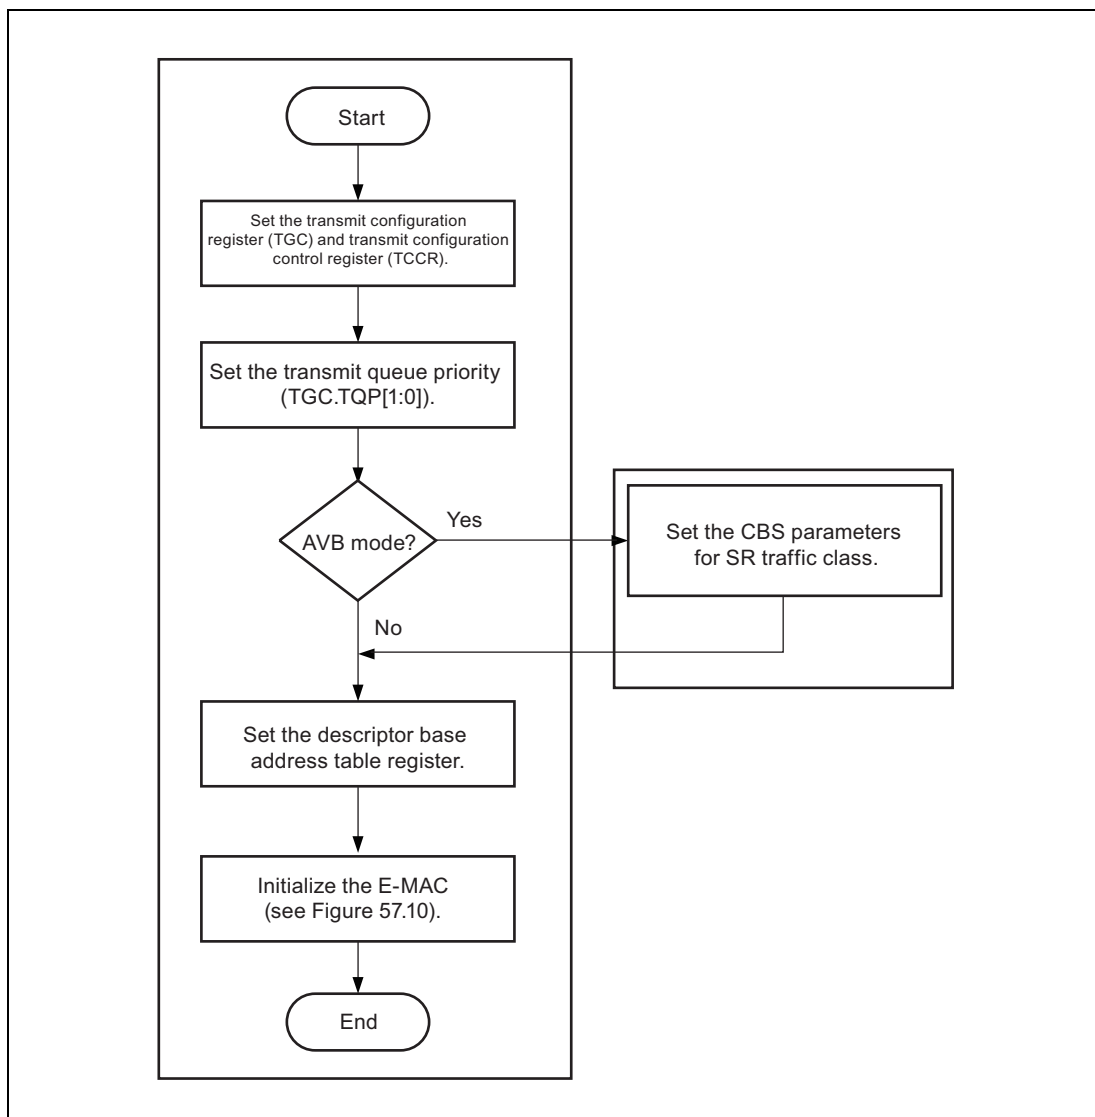 Start
Set the transmit configuration
register (TGC) and transmit configuration
control register (TCCR).
Set the transmit queue priority
(TGC.TQP[1:0]).
AVB mode?
Yes
Set the CBS parameters
for SR traffic class.
No
Set the descriptor base
address table register.
Initialize the E-MAC
(see Figure 57.10).
End